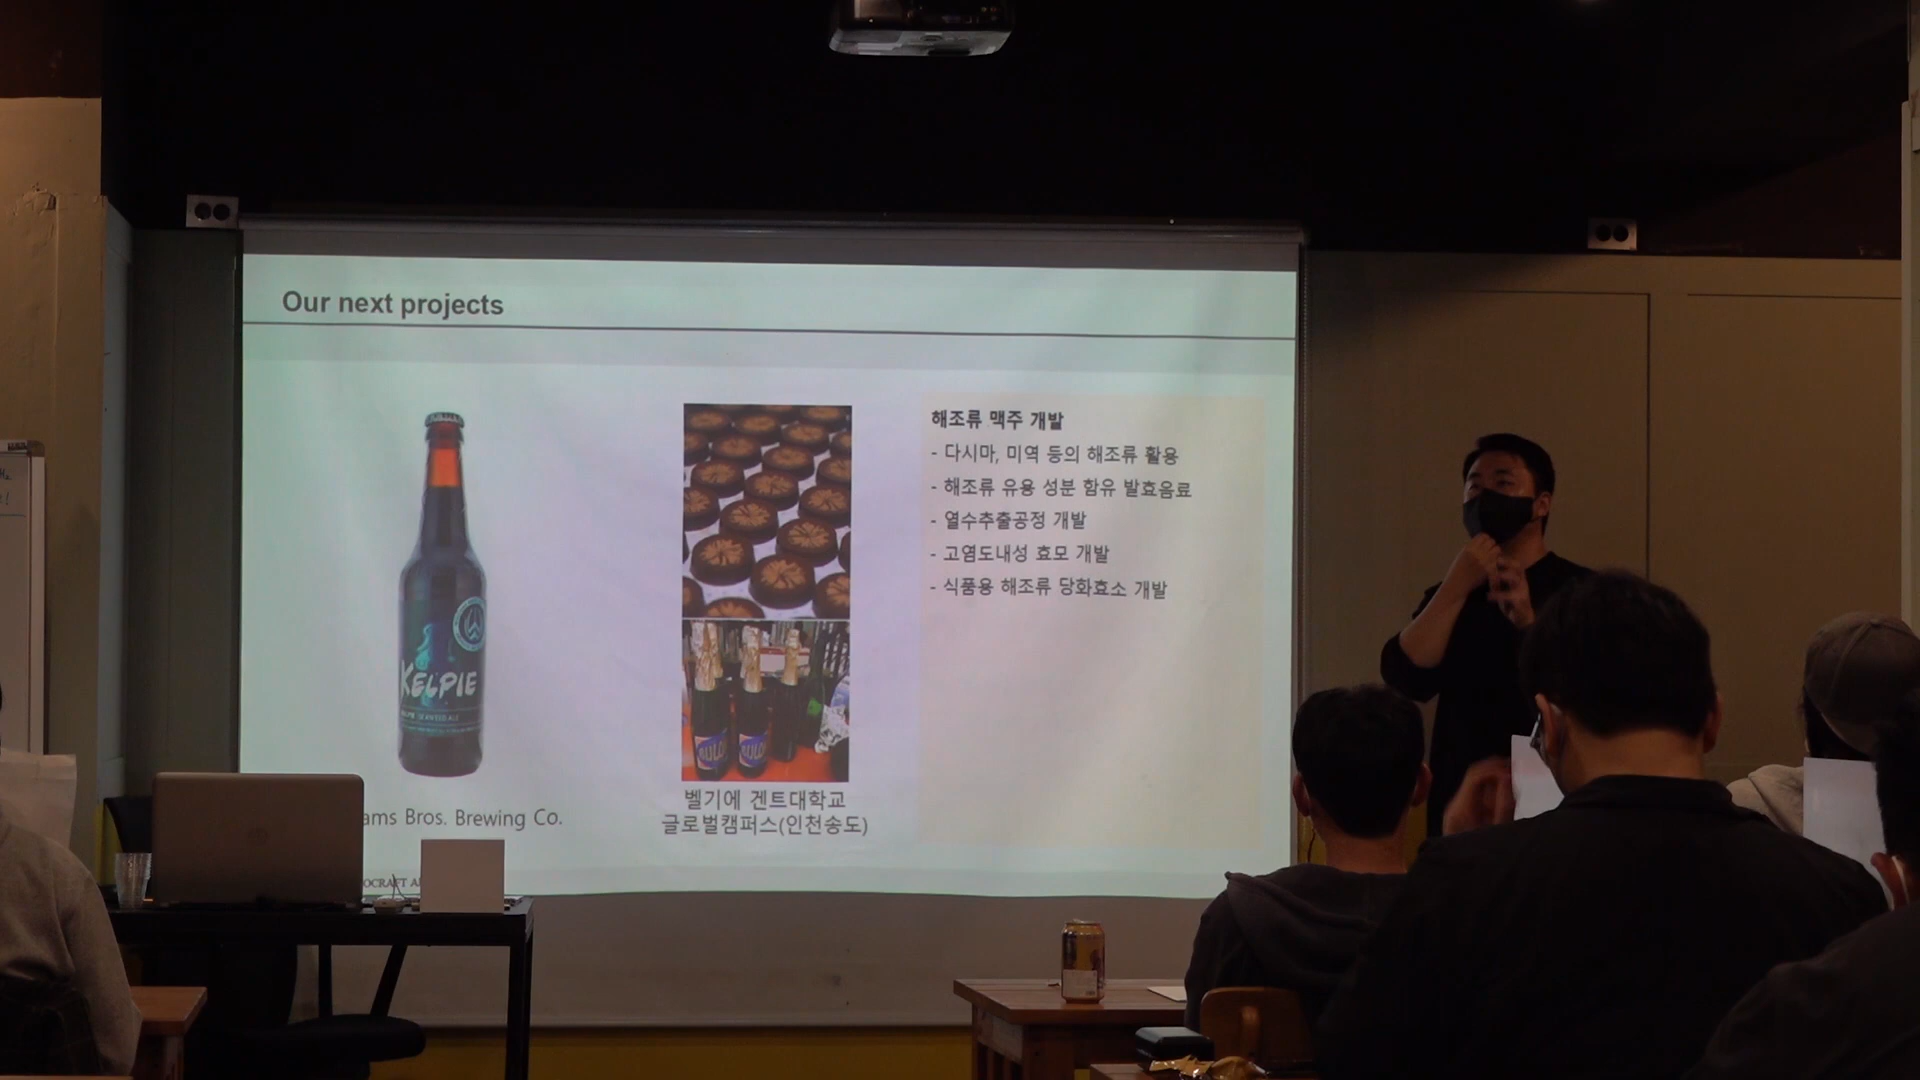 Our next projects
해조류 맥주 개발
- 다시마, 미역 등의 해조류 활용
- 해조류 유용 성분 함유 발효음료
- 열수추출공정 개발
- 고염도내성 효모 개발
- 식품용 해조류 당화효소 개발
KELPIE
SEAWEED ALE
ams Bros. Brewing Co.
벨기에 겐트대학교
글로벌캠퍼스(인천송도)